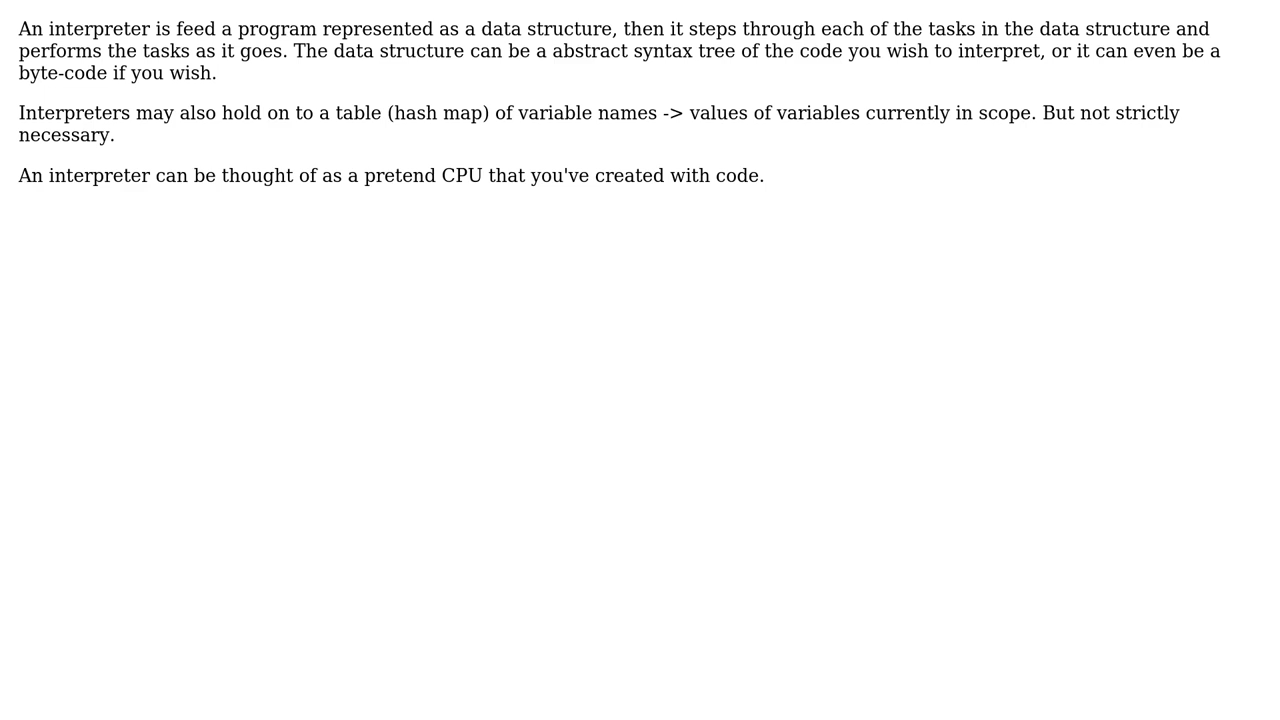 An interpreter is feed a program represented as a data structure, then it steps through each of the tasks in the data structure and
performs the tasks as it goes. The data structure can be a abstract syntax tree of the code you wish to interpret, or it can even be a
byte-code if you wish.
Interpreters may also hold on to a table (hash map) of variable names -> values of variables currently in scope. But not strictly
necessary.
An interpreter can be thought of as a pretend CPU that you've created with code.